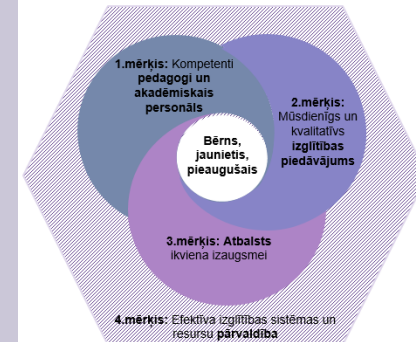 1.mērķis: Kompetenti
pedagogi un
akadēmiskais
personāls
2.mērķis:
Mūsdienīgs un
kvalitatīvs
izglītības
piedāvājums
Bērns,
jaunietis,
pieaugušais
3.mērķis: Atbalsts
ikviena izaugsmei
4.mērķis: Efektīva izglītības sistēmas un
resursu pārvaldība